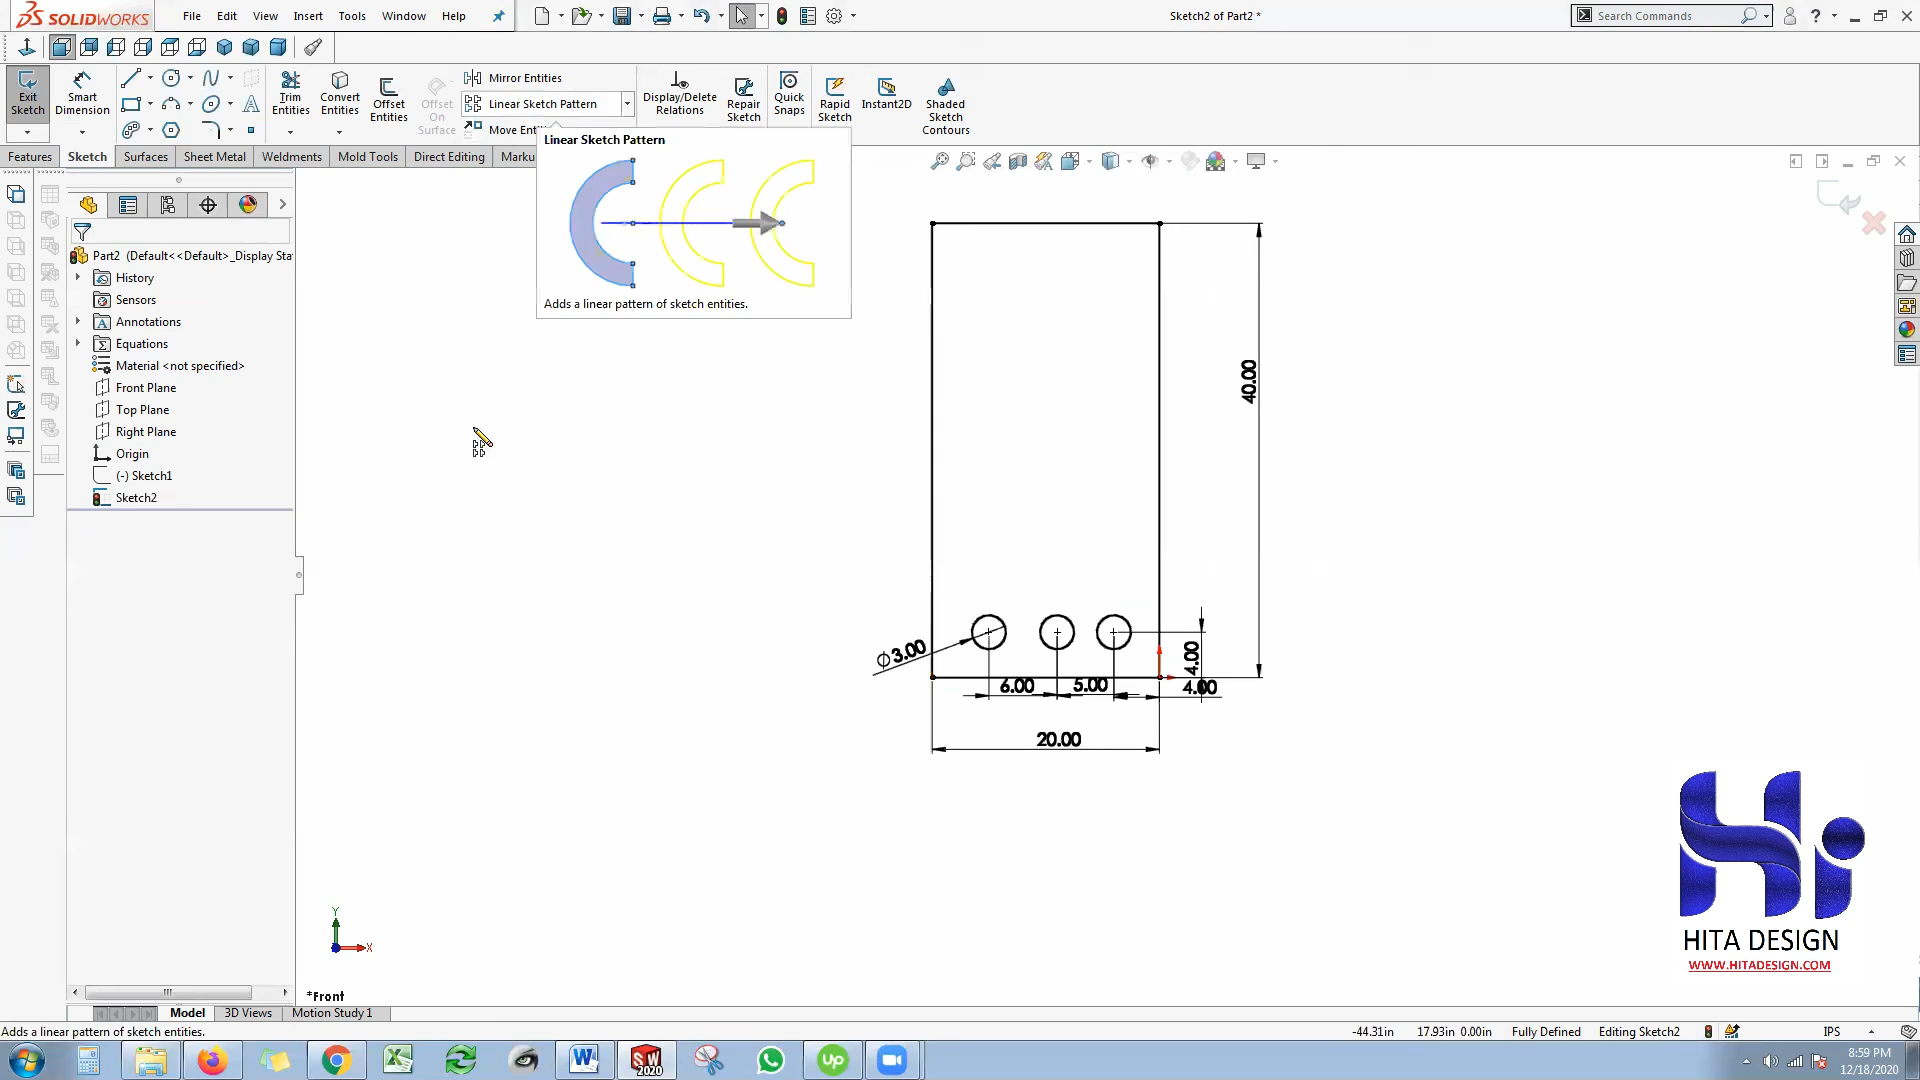 SOLIDWORKS File Edit View Insert Tools Window Help Sketch2 of Part2 * Search Commands
Exit Sketch
Smart Dimension
Trim Entities
Convert Entities
Offset Entities
Offset On Surface
Mirror Entities
Linear Sketch Pattern
Move Enti
Display/Delete Relations
Repair Sketch
Quick Snaps
Rapid Sketch
Instant2D
Shaded Sketch Contours
Features Sketch Surfaces Sheet Metal Weldments Mold Tools Direct Editing Marku
Linear Sketch Pattern
Adds a linear pattern of sketch entities.
Part2 (Default<<Default>_Display Sta
History
Sensors
Annotations
Equations
Material <not specified>
Front Plane
Top Plane
Right Plane
Origin
(-) Sketch1
Sketch2
40.00
∅3.00
4.00
6.00 5.00 4.00
20.00
Y
X
*Front
Hi
HITA DESIGN
WWW.HITADESIGN.COM
Model 3D Views Motion Study 1
Adds a linear pattern of sketch entities. -44.31in 17.93in 0.00in Fully Defined Editing Sketch2 IPS
W
SW 2020
Up
8:59 PM
12/18/2020